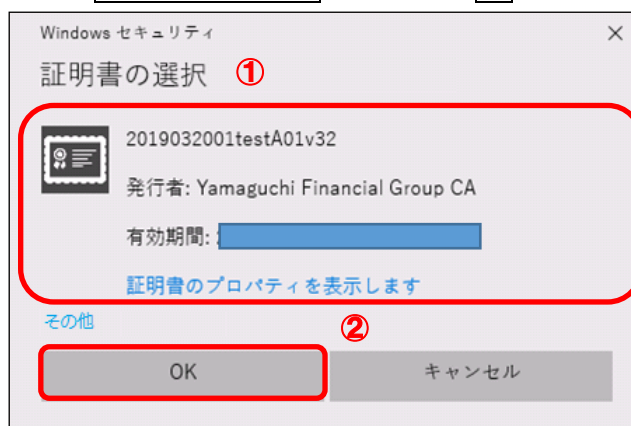 Windows セキュリティ
証明書の選択 ①
2019032001testA01v32
発行者: Yamaguchi Financial Group CA
有効期間:
証明書のプロパティを表示します
その他
②
OK キャンセル